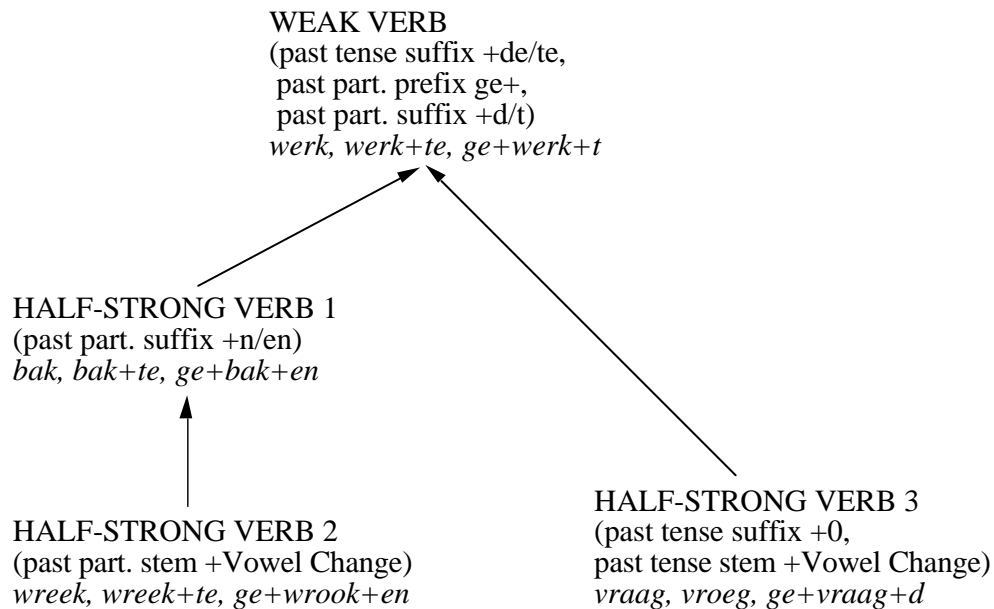 WEAK VERB
(past tense suffix +de/te,
past part. prefix ge+,
past part. suffix +d/t)
werk, werk+te, ge+werk+t
HALF-STRONG VERB 1
(past part. suffix +n/en)
bak, bak+te, ge+bak+en
HALF-STRONG VERB 2
(past part. stem +Vowel Change)
wreek, wreek+te, ge+wrook+en
HALF-STRONG VERB 3
(past tense suffix +0,
past tense stem +Vowel Change)
vraag, vroeg, ge+vraag+d